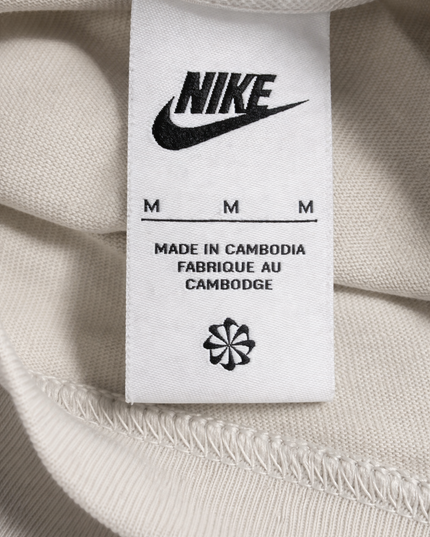 NIKE
M M M
MADE IN CAMBODIA
FABRIQUE AU
CAMBODGE